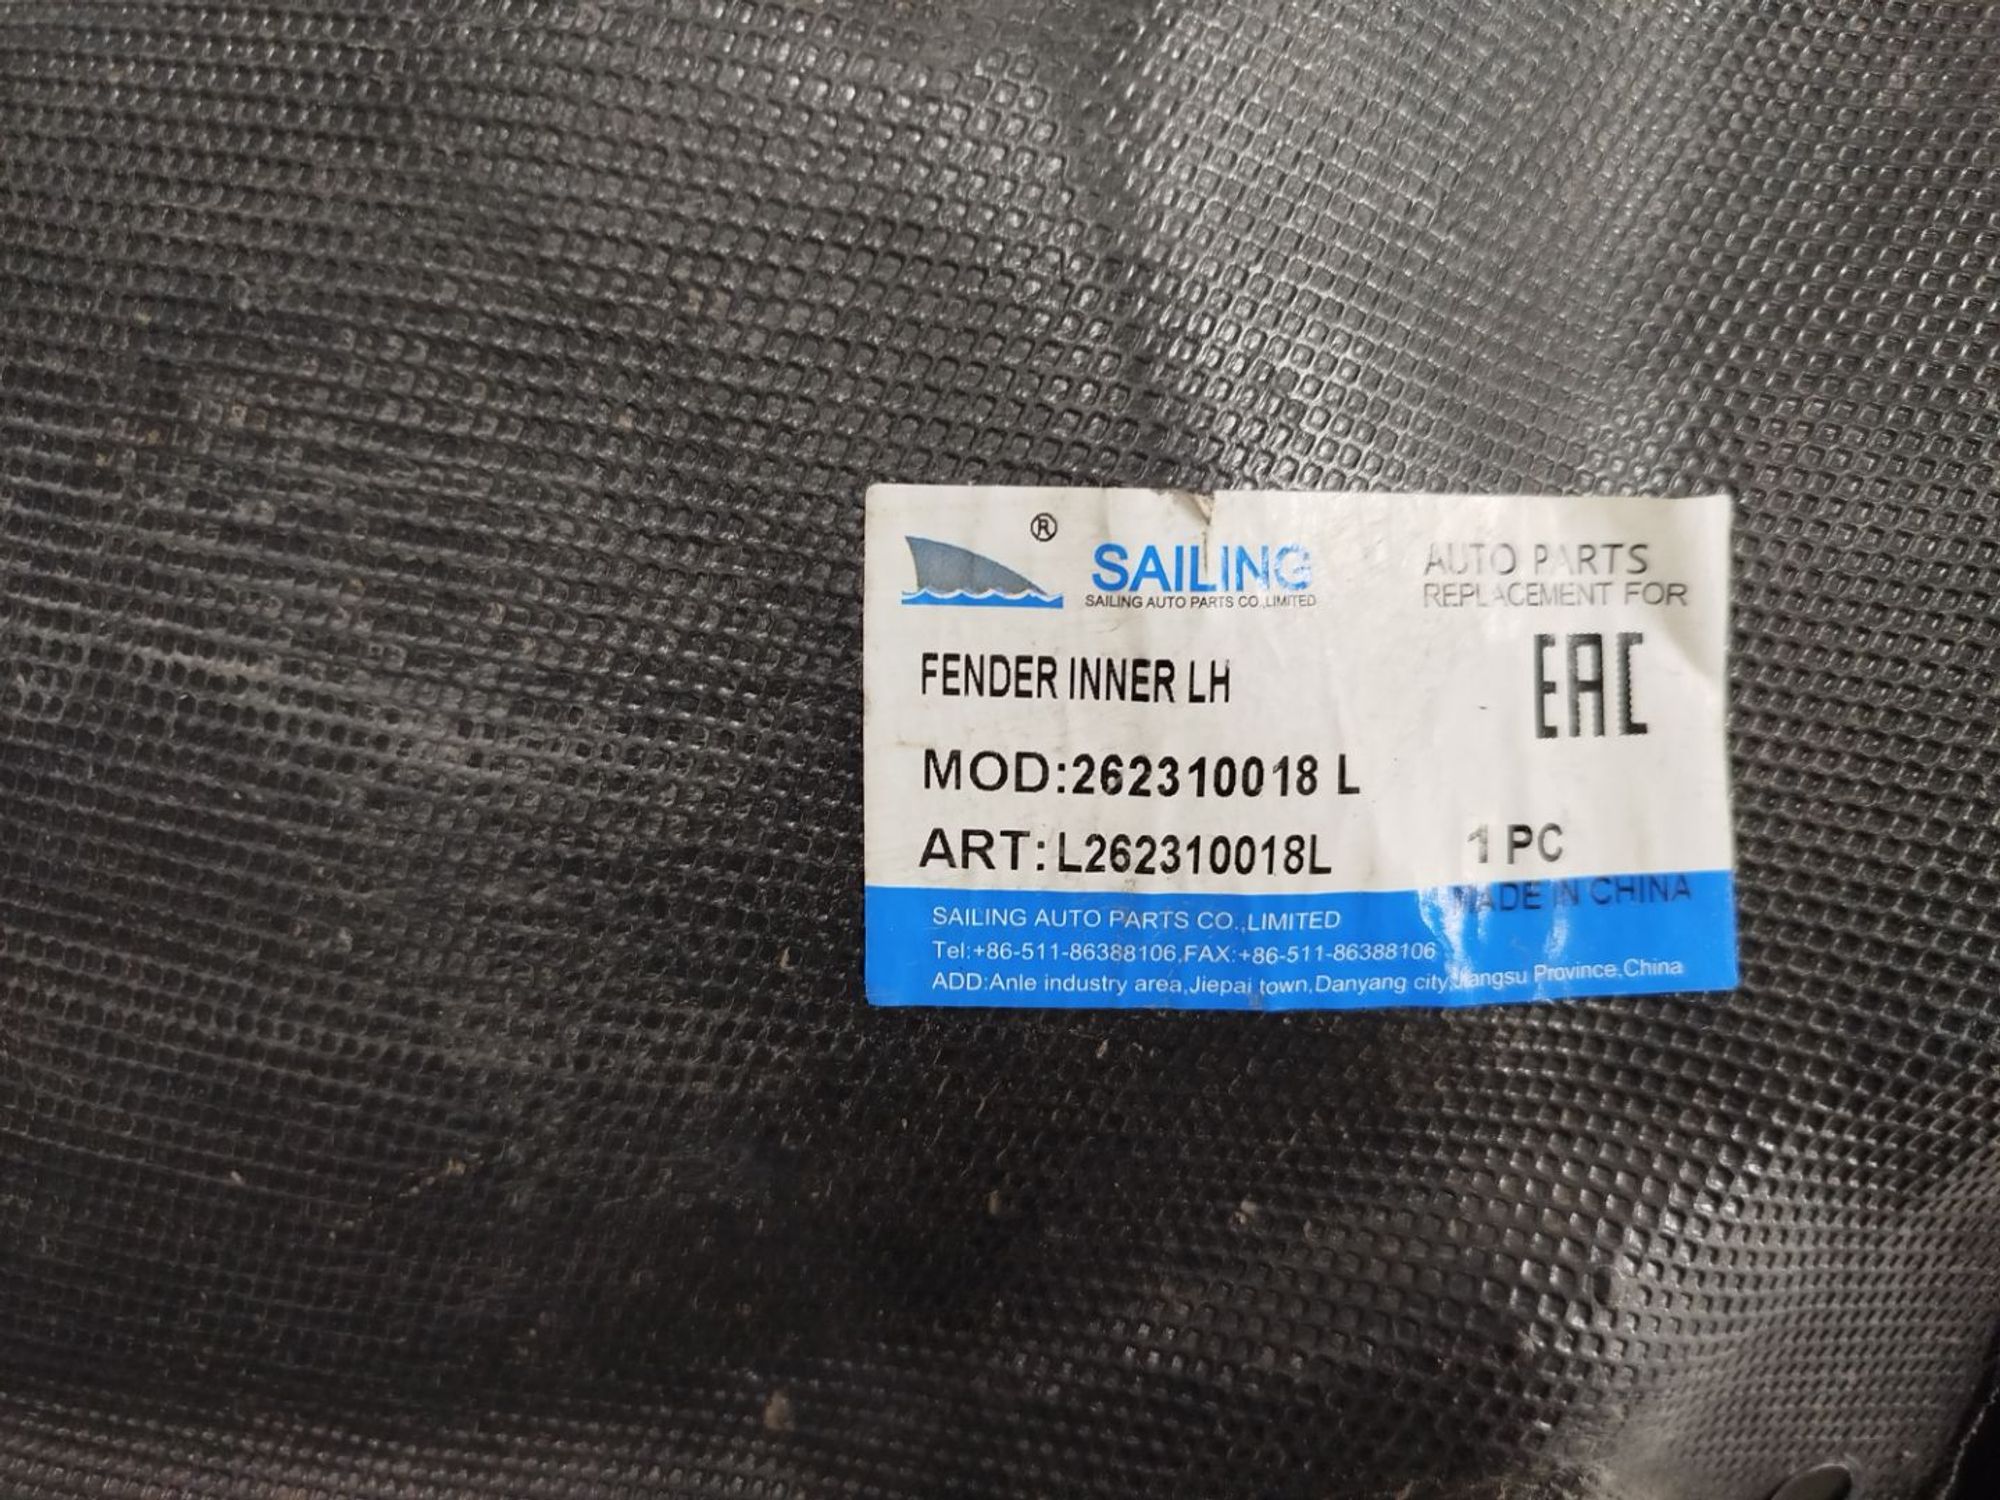 ®
SAILING
SAILING AUTO PARTS CO.,LIMITED
AUTO PARTS
REPLACEMENT FOR
FENDER INNER LH
EAC
MOD:262310018 L
ART:L262310018L
1 PC
MADE IN CHINA
SAILING AUTO PARTS CO.,LIMITED
Tel:+86-511-86388106,FAX:+86-511-86388106
ADD:Anle industry area,Jiepai town,Danyang city,Jiangsu Province,China